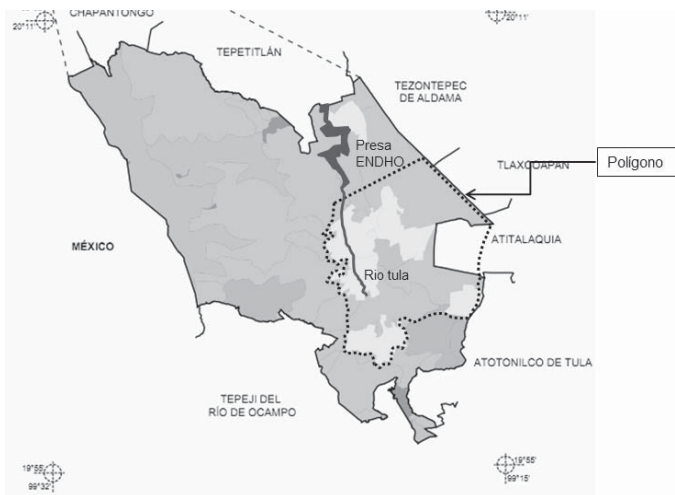 CHAPANTONGO
20°11'
20°11'
TEPETITLÁN
TEZONTEPEC
DE ALDAMA
Presa
ENDHO
TLAXCOAPAN
Polígono
MÉXICO
ATITALAQUIA
Rio tula
ATOTONILCO DE TULA
TEPEJI DEL
RÍO DE OCAMPO
19°55'
99°32'
19°55'
99°15'